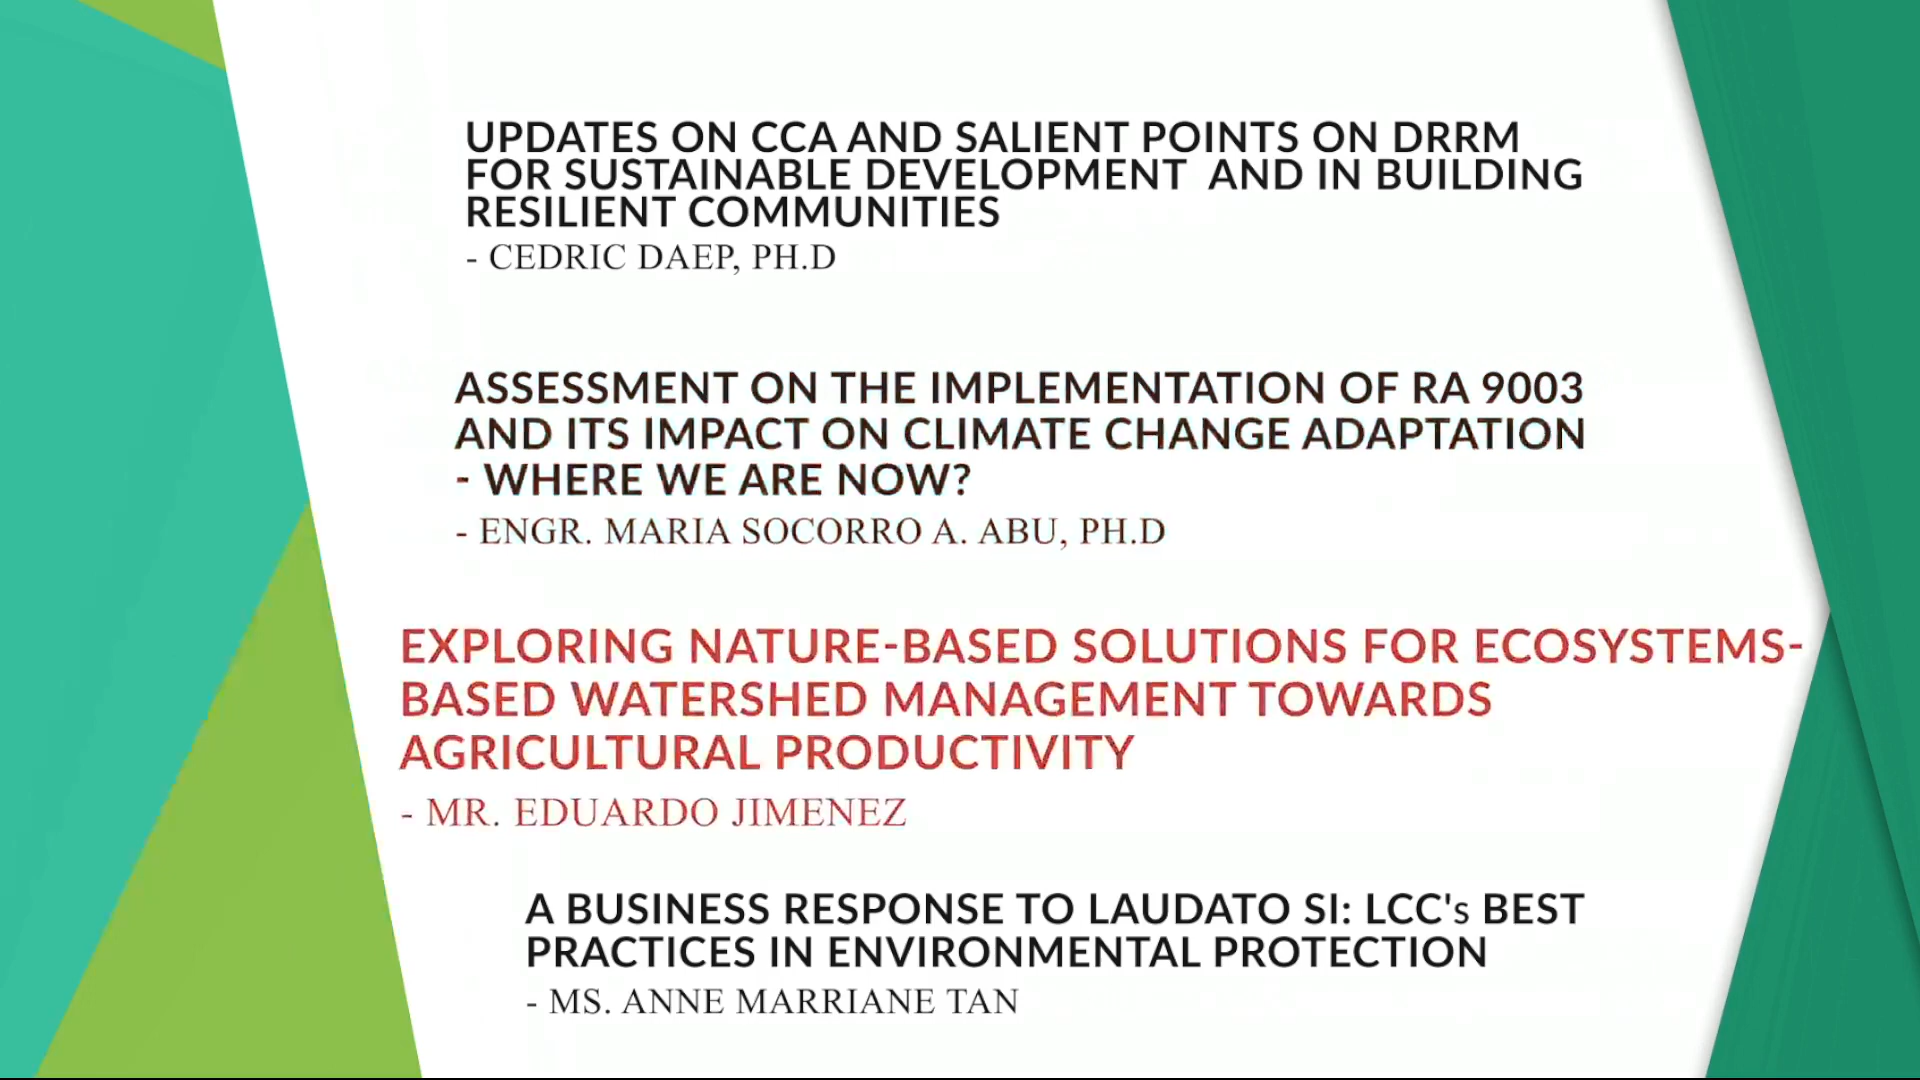 UPDATES ON CCA AND SALIENT POINTS ON DRRM
FOR SUSTAINABLE DEVELOPMENT AND IN BUILDING
RESILIENT COMMUNITIES
- CEDRIC DAEP, PH.D
ASSESSMENT ON THE IMPLEMENTATION OF RA 9003
AND ITS IMPACT ON CLIMATE CHANGE ADAPTATION
- WHERE WE ARE NOW?
- ENGR. MARIA SOCORRO A. ABU, PH.D
EXPLORING NATURE-BASED SOLUTIONS FOR ECOSYSTEMS-
BASED WATERSHED MANAGEMENT TOWARDS
AGRICULTURAL PRODUCTIVITY
- MR. EDUARDO JIMENEZ
A BUSINESS RESPONSE TO LAUDATO SI: LCC's BEST
PRACTICES IN ENVIRONMENTAL PROTECTION
- MS. ANNE MARRIANE TAN